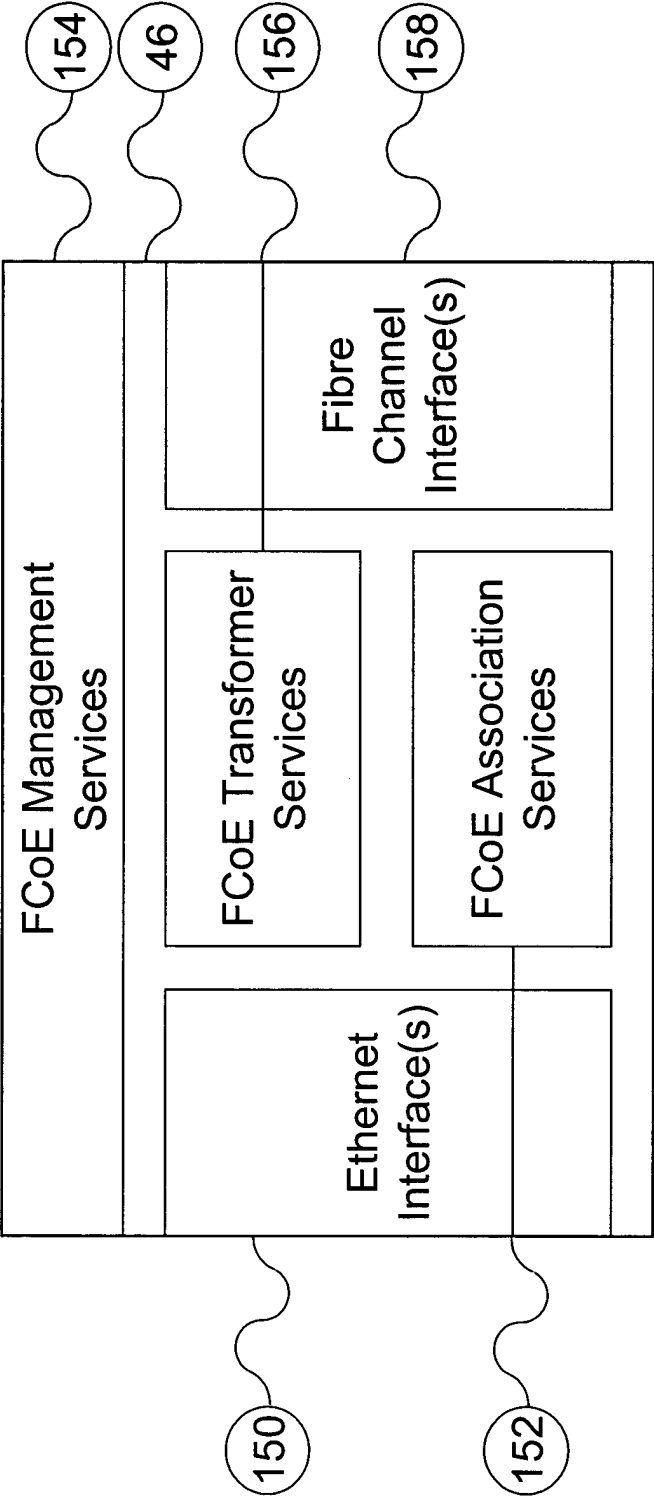 FCoE Management
Services
Ethernet
Interface(s)
FCoE Transformer
Services
FCoE Association
Services
Fibre
Channel
Interface(s)
150
152
154
46
156
158